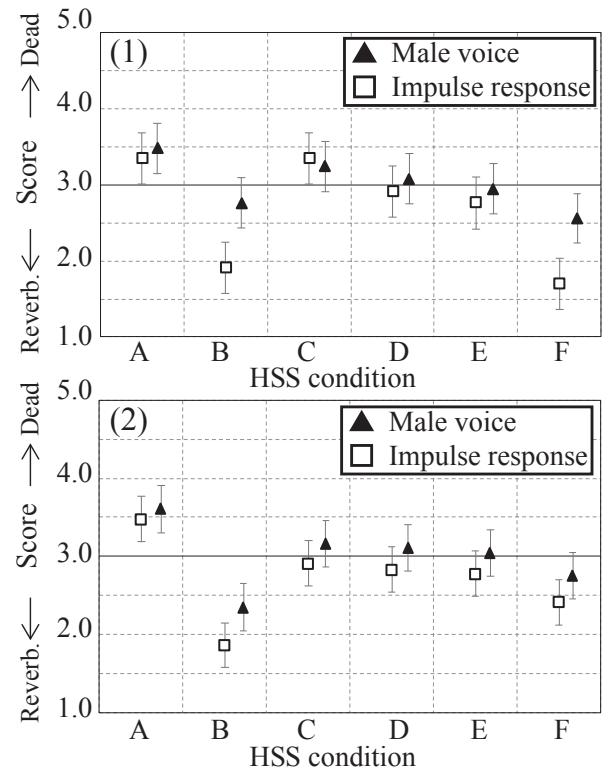 (1)
▲ Male voice
□ Impulse response
5.0
4.0
3.0
2.0
1.0
Reverb.← Score → Dead
A B C D E F
HSS condition
(2)
▲ Male voice
□ Impulse response
5.0
4.0
3.0
2.0
1.0
Reverb.← Score → Dead
A B C D E F
HSS condition